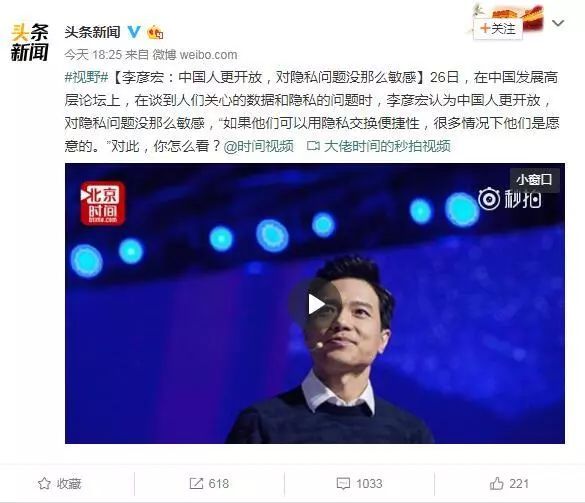 头条
新闻
头条新闻
+关注
今天 18:25 来自 微博 weibo.com
#视野#【李彦宏：中国人更开放，对隐私问题没那么敏感】26日，在中国发展高
层论坛上，在谈到人们关心的数据和隐私的问题时，李彦宏认为中国人更开放，
对隐私问题没那么敏感，“如果他们可以用隐私交换便捷性，很多情况下他们是愿
意的。”对此，你怎么看？@时间视频 大佬时间的秒拍视频
小窗口
北京
时间
btime.com
秒拍
收藏
618
1033
221